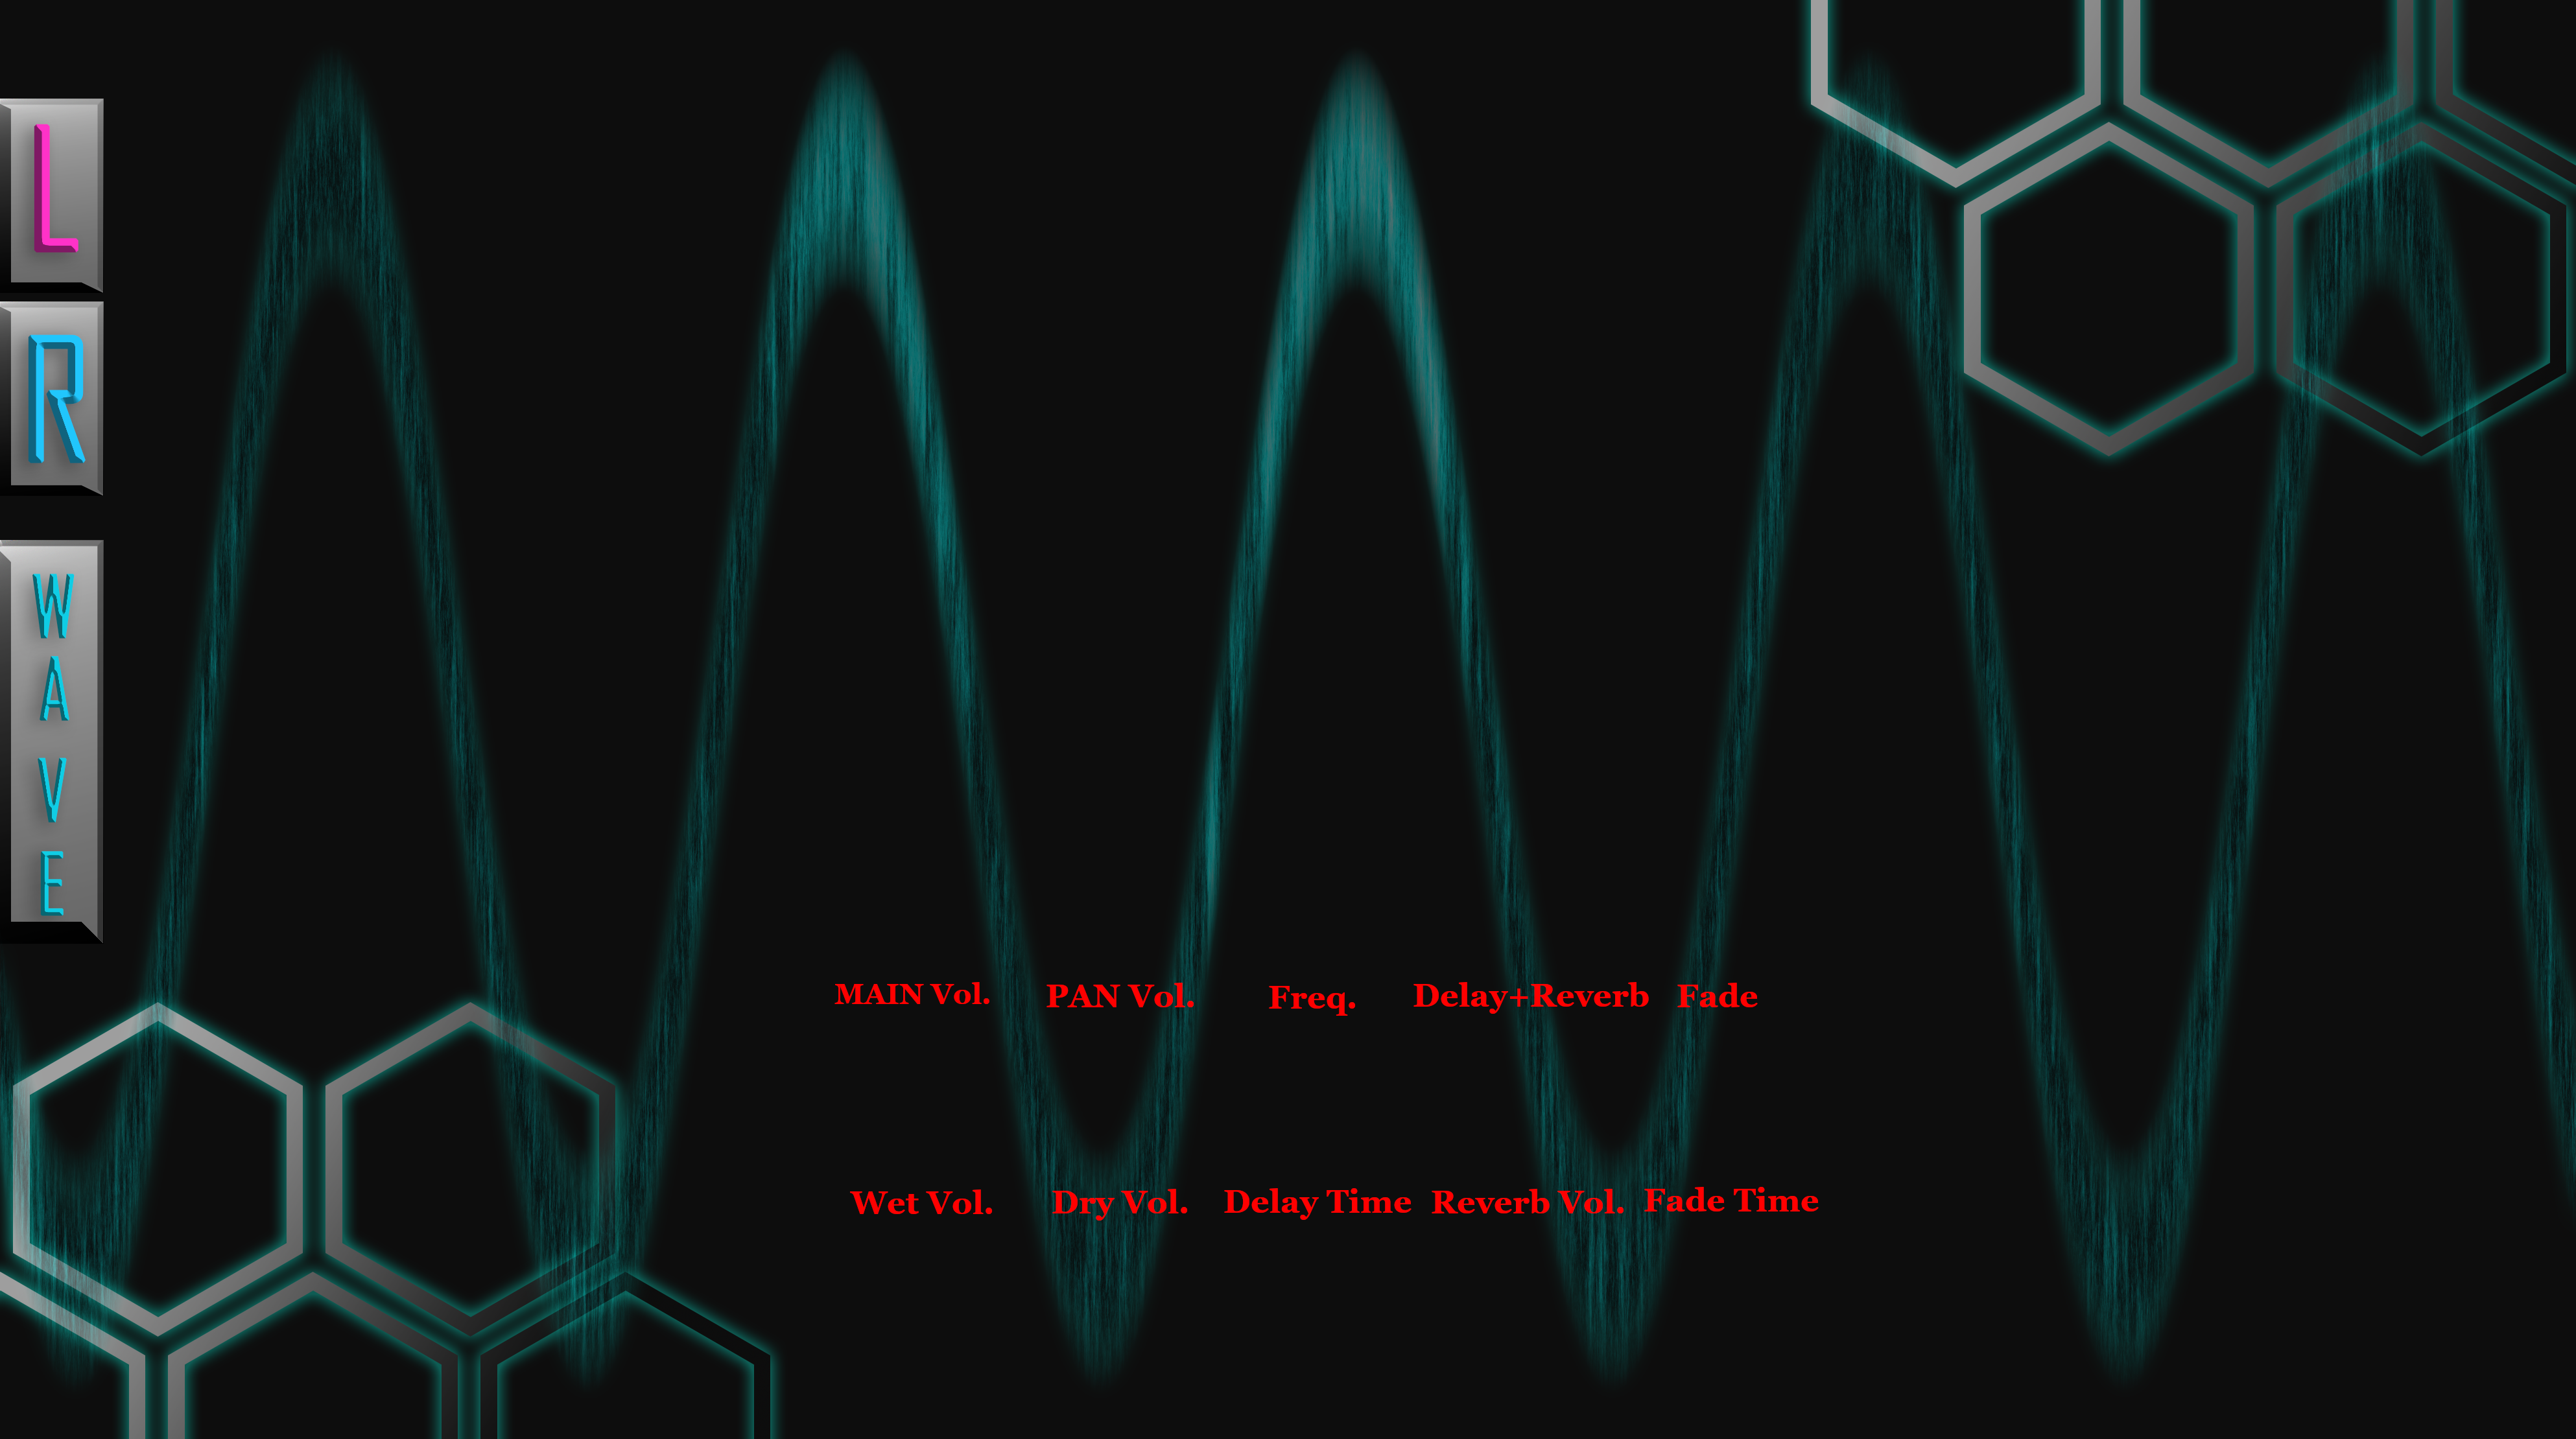 L
R
WAVE
MAIN Vol. PAN Vol. Freq. Delay+Reverb Fade
Wet Vol. Dry Vol. Delay Time Reverb Vol. Fade Time